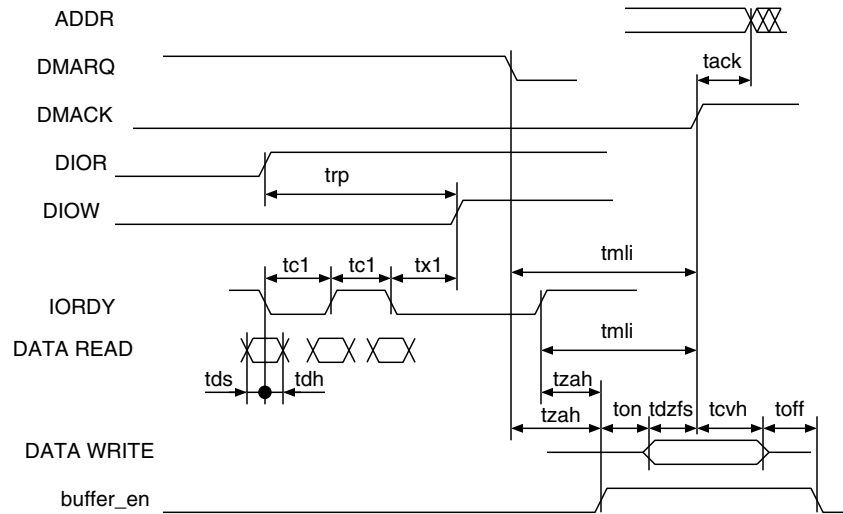 ADDR
DMARQ
tack
DMACK
DIOR
trp
DIOW
tc1 tc1 tx1 tmli
IORDY
tmli
DATA READ
tds tdh tzah
tzah ton tdzfs tcvh toff
DATA WRITE
buffer_en